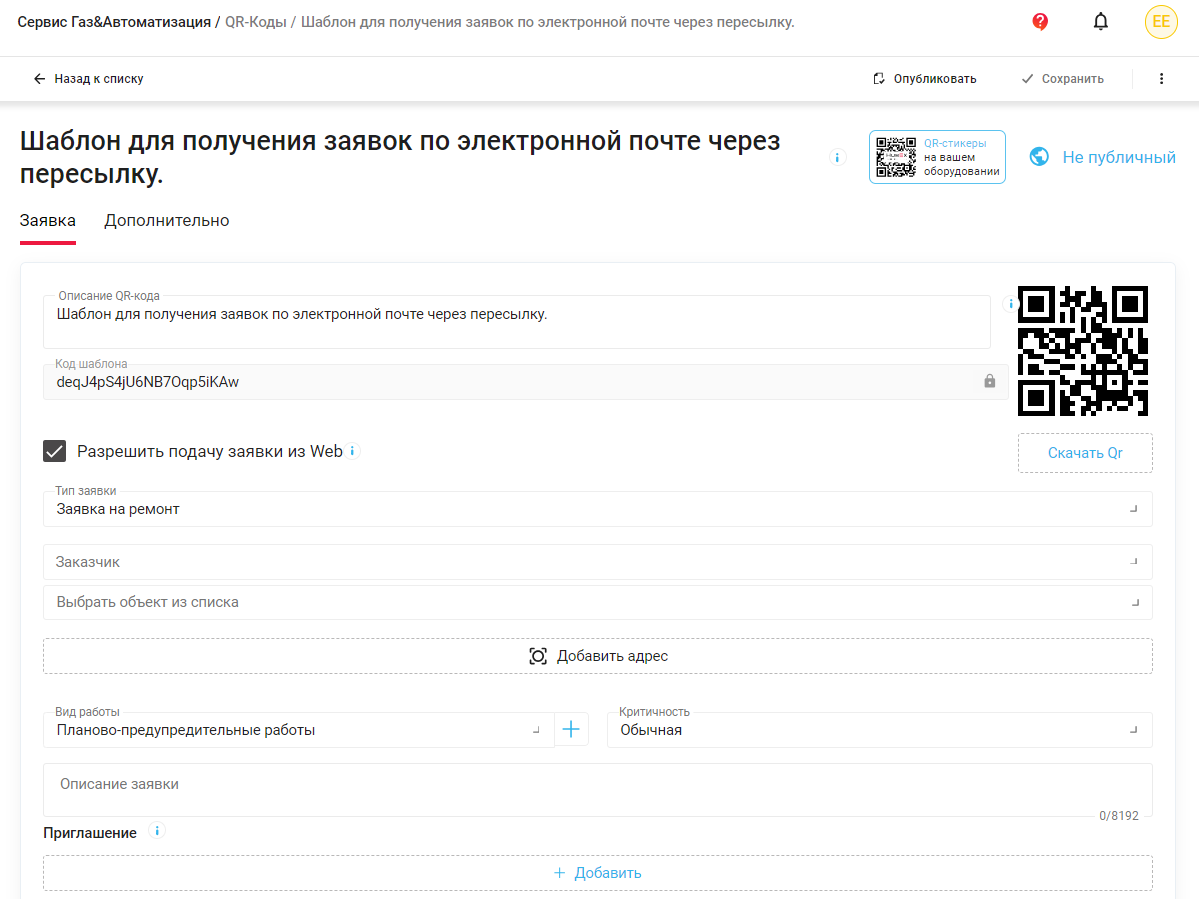 Сервис Газ&Автоматизация / QR-Коды / Шаблон для получения заявок по электронной почте через пересылку.
EE
Назад к списку
Опубликовать
Сохранить
Шаблон для получения заявок по электронной почте через
пересылку.
QR-стикеры
на вашем
оборудовании
Не публичный
Заявка
Дополнительно
Описание QR-кода
Шаблон для получения заявок по электронной почте через пересылку.
Код шаблона
deqJ4pS4jU6NB7Oqp5iKAw
Разрешить подачу заявки из Web
Скачать Qr
Тип заявки
Заявка на ремонт
Заказчик
Выбрать объект из списка
Добавить адрес
Вид работы
Планово-предупредительные работы
Критичность
Обычная
Описание заявки
0/8192
Приглашение
Добавить